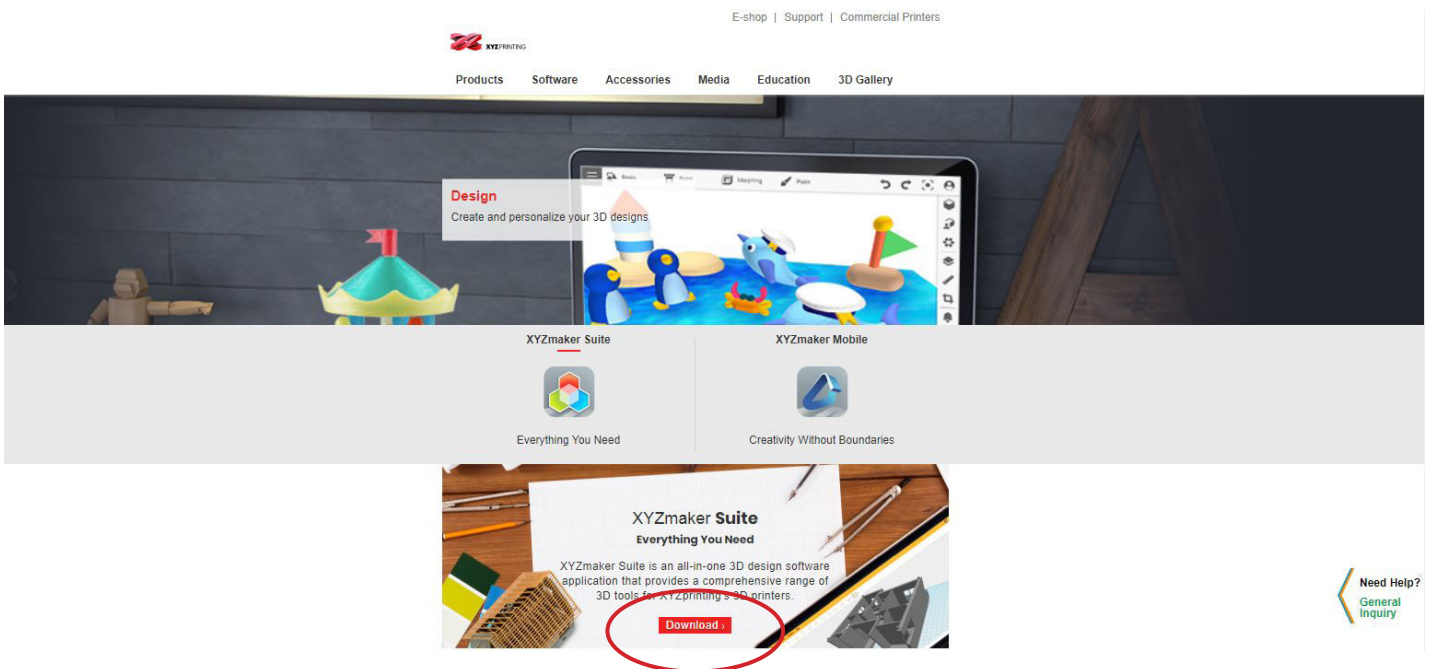 E-shop | Support | Commercial Printers
XYZPRINTING
Products Software Accessories Media Education 3D Gallery
Morphing Paint
Design
Create and personalize your 3D designs
XYZmaker Suite XYZmaker Mobile
Everything You Need Creativity Without Boundaries
XYZmaker Suite
Everything You Need
XYZmaker Suite is an all-in-one 3D design software
application that provides a comprehensive range of
3D tools for XYZprinting's 3D printers.
Download ›
Need Help?
General
Inquiry